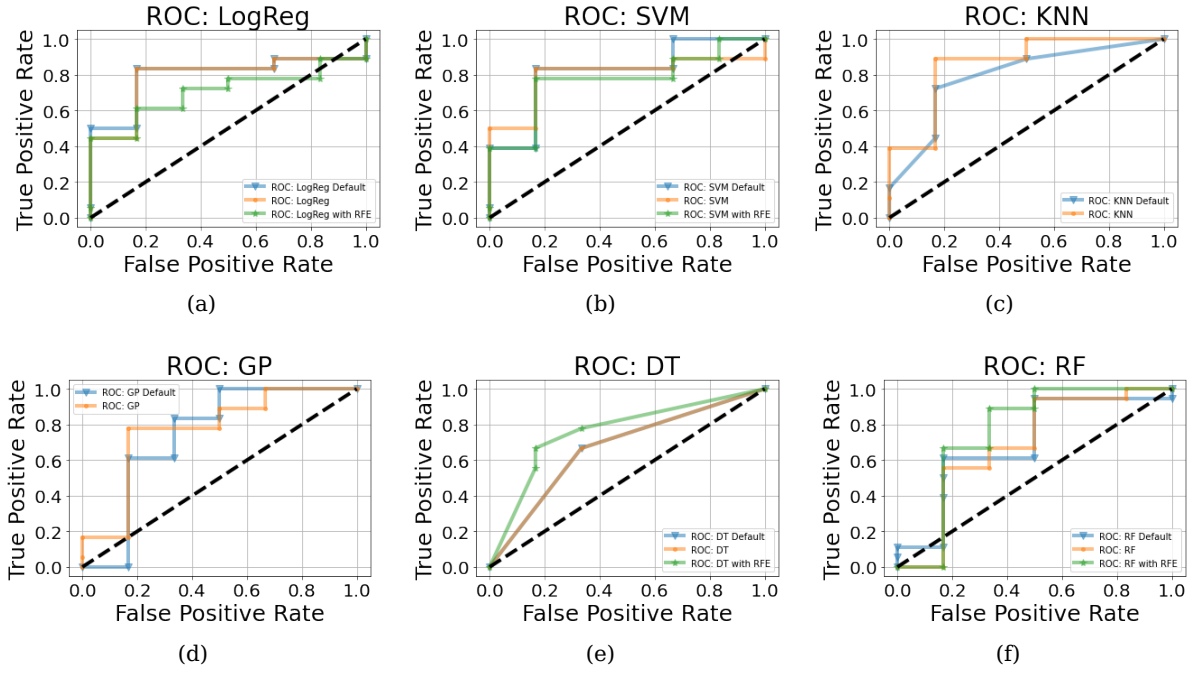 ROC: LogReg
True Positive Rate
1.0
0.8
0.6
0.4
0.2
0.0
ROC: LogReg Default
ROC: LogReg
ROC: LogReg with RFE
0.0 0.2 0.4 0.6 0.8 1.0
False Positive Rate
(a)
ROC: SVM
True Positive Rate
1.0
0.8
0.6
0.4
0.2
0.0
ROC: SVM Default
ROC: SVM
ROC: SVM with RFE
0.0 0.2 0.4 0.6 0.8 1.0
False Positive Rate
(b)
ROC: KNN
True Positive Rate
1.0
0.8
0.6
0.4
0.2
0.0
ROC: KNN Default
ROC: KNN
0.0 0.2 0.4 0.6 0.8 1.0
False Positive Rate
(c)
ROC: GP
True Positive Rate
1.0
0.8
0.6
0.4
0.2
0.0
ROC: GP Default
ROC: GP
0.0 0.2 0.4 0.6 0.8 1.0
False Positive Rate
(d)
ROC: DT
True Positive Rate
1.0
0.8
0.6
0.4
0.2
0.0
ROC: DT Default
ROC: DT
ROC: DT with RFE
0.0 0.2 0.4 0.6 0.8 1.0
False Positive Rate
(e)
ROC: RF
True Positive Rate
1.0
0.8
0.6
0.4
0.2
0.0
ROC: RF Default
ROC: RF
ROC: RF with RFE
0.0 0.2 0.4 0.6 0.8 1.0
False Positive Rate
(f)